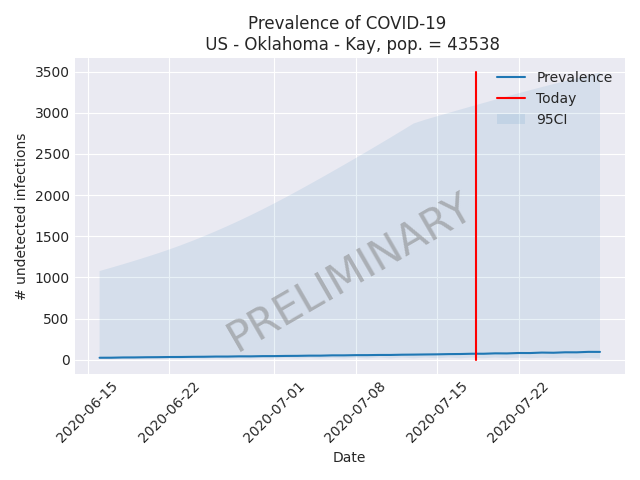 Prevalence of COVID-19
US - Oklahoma - Kay, pop. = 43538
# undetected infections
3500
3000
2500
2000
1500
1000
500
0
Prevalence
Today
95CI
PRELIMINARY
2020-06-15
2020-06-22
2020-07-01
2020-07-08
2020-07-15
2020-07-22
Date